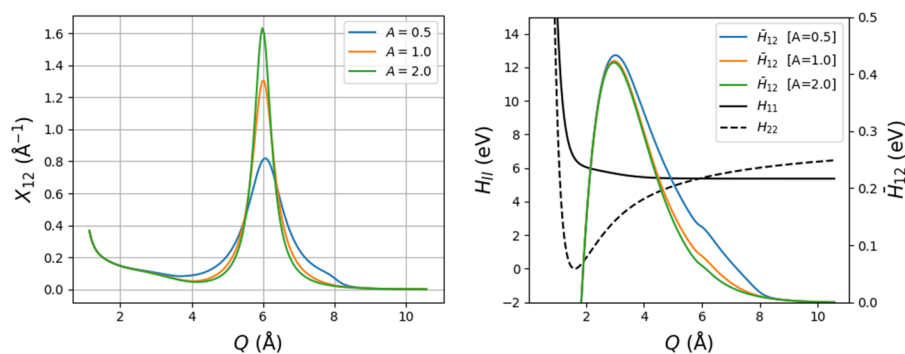 A = 0.5
A = 1.0
A = 2.0
1.6
1.4
1.2
1.0
0.8
0.6
0.4
0.2
0.0
X₁₂ (Å⁻¹)
2 4 6 8 10
Q (Å)
H̃₁₂ [A=0.5]
H̃₁₂ [A=1.0]
H̃₁₂ [A=2.0]
H₁₁
H₂₂
14
12
10
8
6
4
2
0
−2
H_{II} (eV)
2 4 6 8 10
Q (Å)
0.5
0.4
0.3
0.2
0.1
0.0
H̃₁₂ (eV)